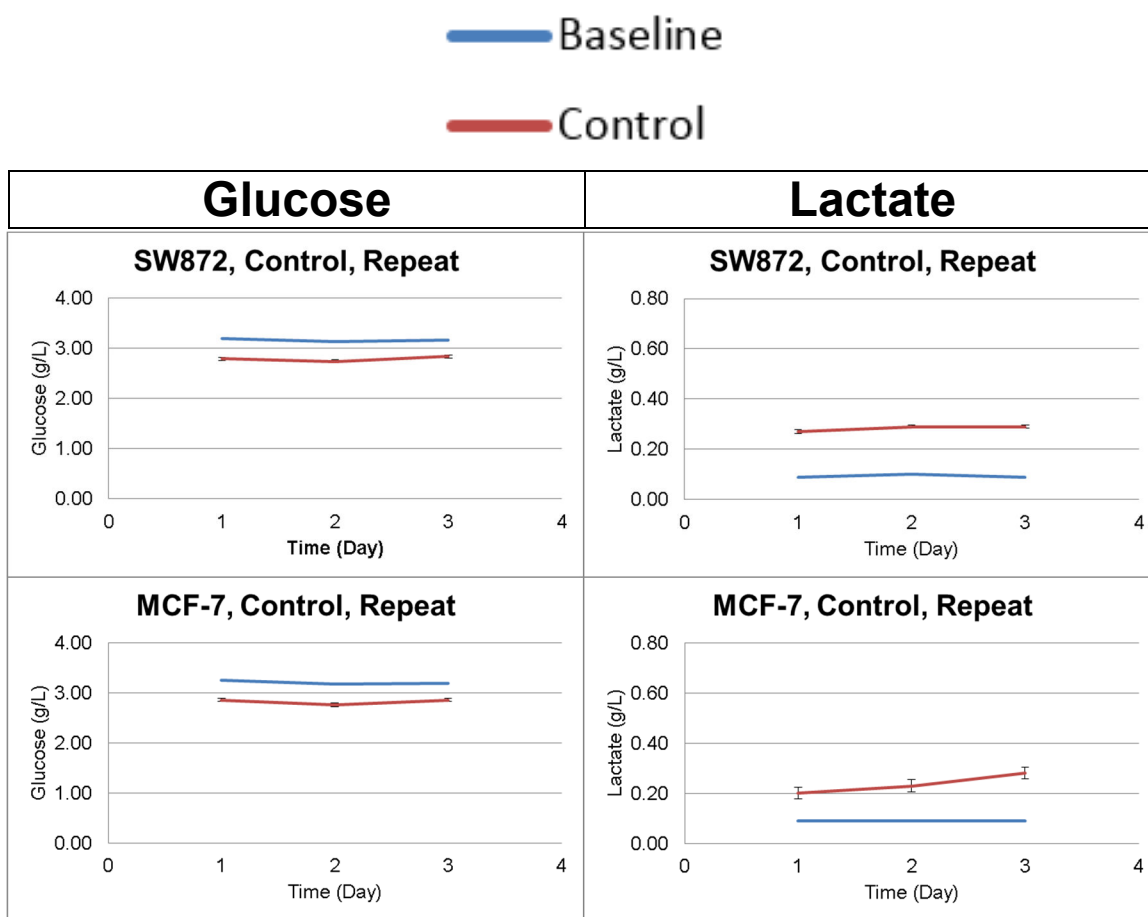 Baseline
Control
Glucose
Lactate
SW872, Control, Repeat
4.00
3.00
2.00
1.00
0.00
Glucose (g/L)
0 1 2 3 4
Time (Day)
SW872, Control, Repeat
0.80
0.60
0.40
0.20
0.00
Lactate (g/L)
0 1 2 3 4
Time (Day)
MCF-7, Control, Repeat
4.00
3.00
2.00
1.00
0.00
Glucose (g/L)
0 1 2 3 4
Time (Day)
MCF-7, Control, Repeat
0.80
0.60
0.40
0.20
0.00
Lactate (g/L)
0 1 2 3 4
Time (Day)